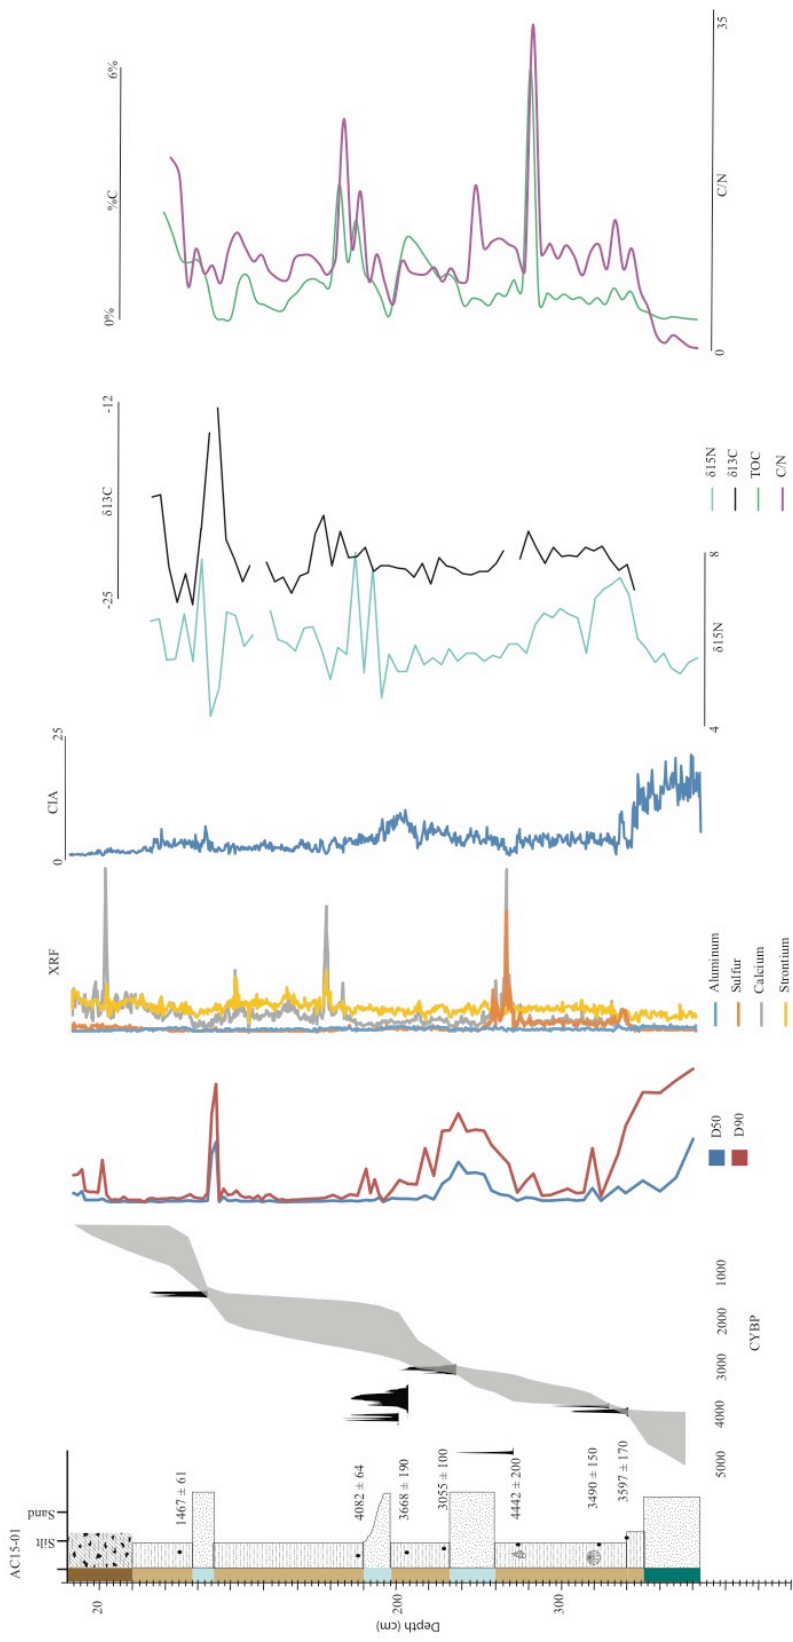 AC15-01
Silt
Sand
20
200
300
Depth (cm)
1467 ± 61
4082 ± 64
3668 ± 190
3055 ± 100
4442 ± 200
3490 ± 150
3597 ± 170
1000
2000
3000
4000
5000
CYBP
D50
D90
XRF
Aluminum
Sulfur
Calcium
Strontium
0
CIA
25
-25
δ13C
-12
4
δ15N
8
δ15N
δ13C
TOC
C/N
0%
%C
6%
0
C/N
35